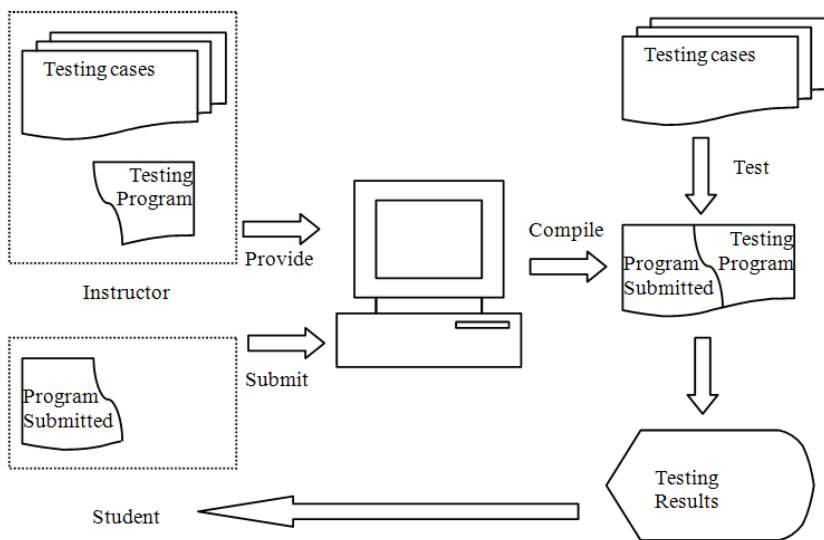 Testing cases
Testing
Program
Provide
Instructor
Program
Submitted
Submit
Student
Compile
Testing cases
Test
Program
Submitted
Testing
Program
Testing
Results